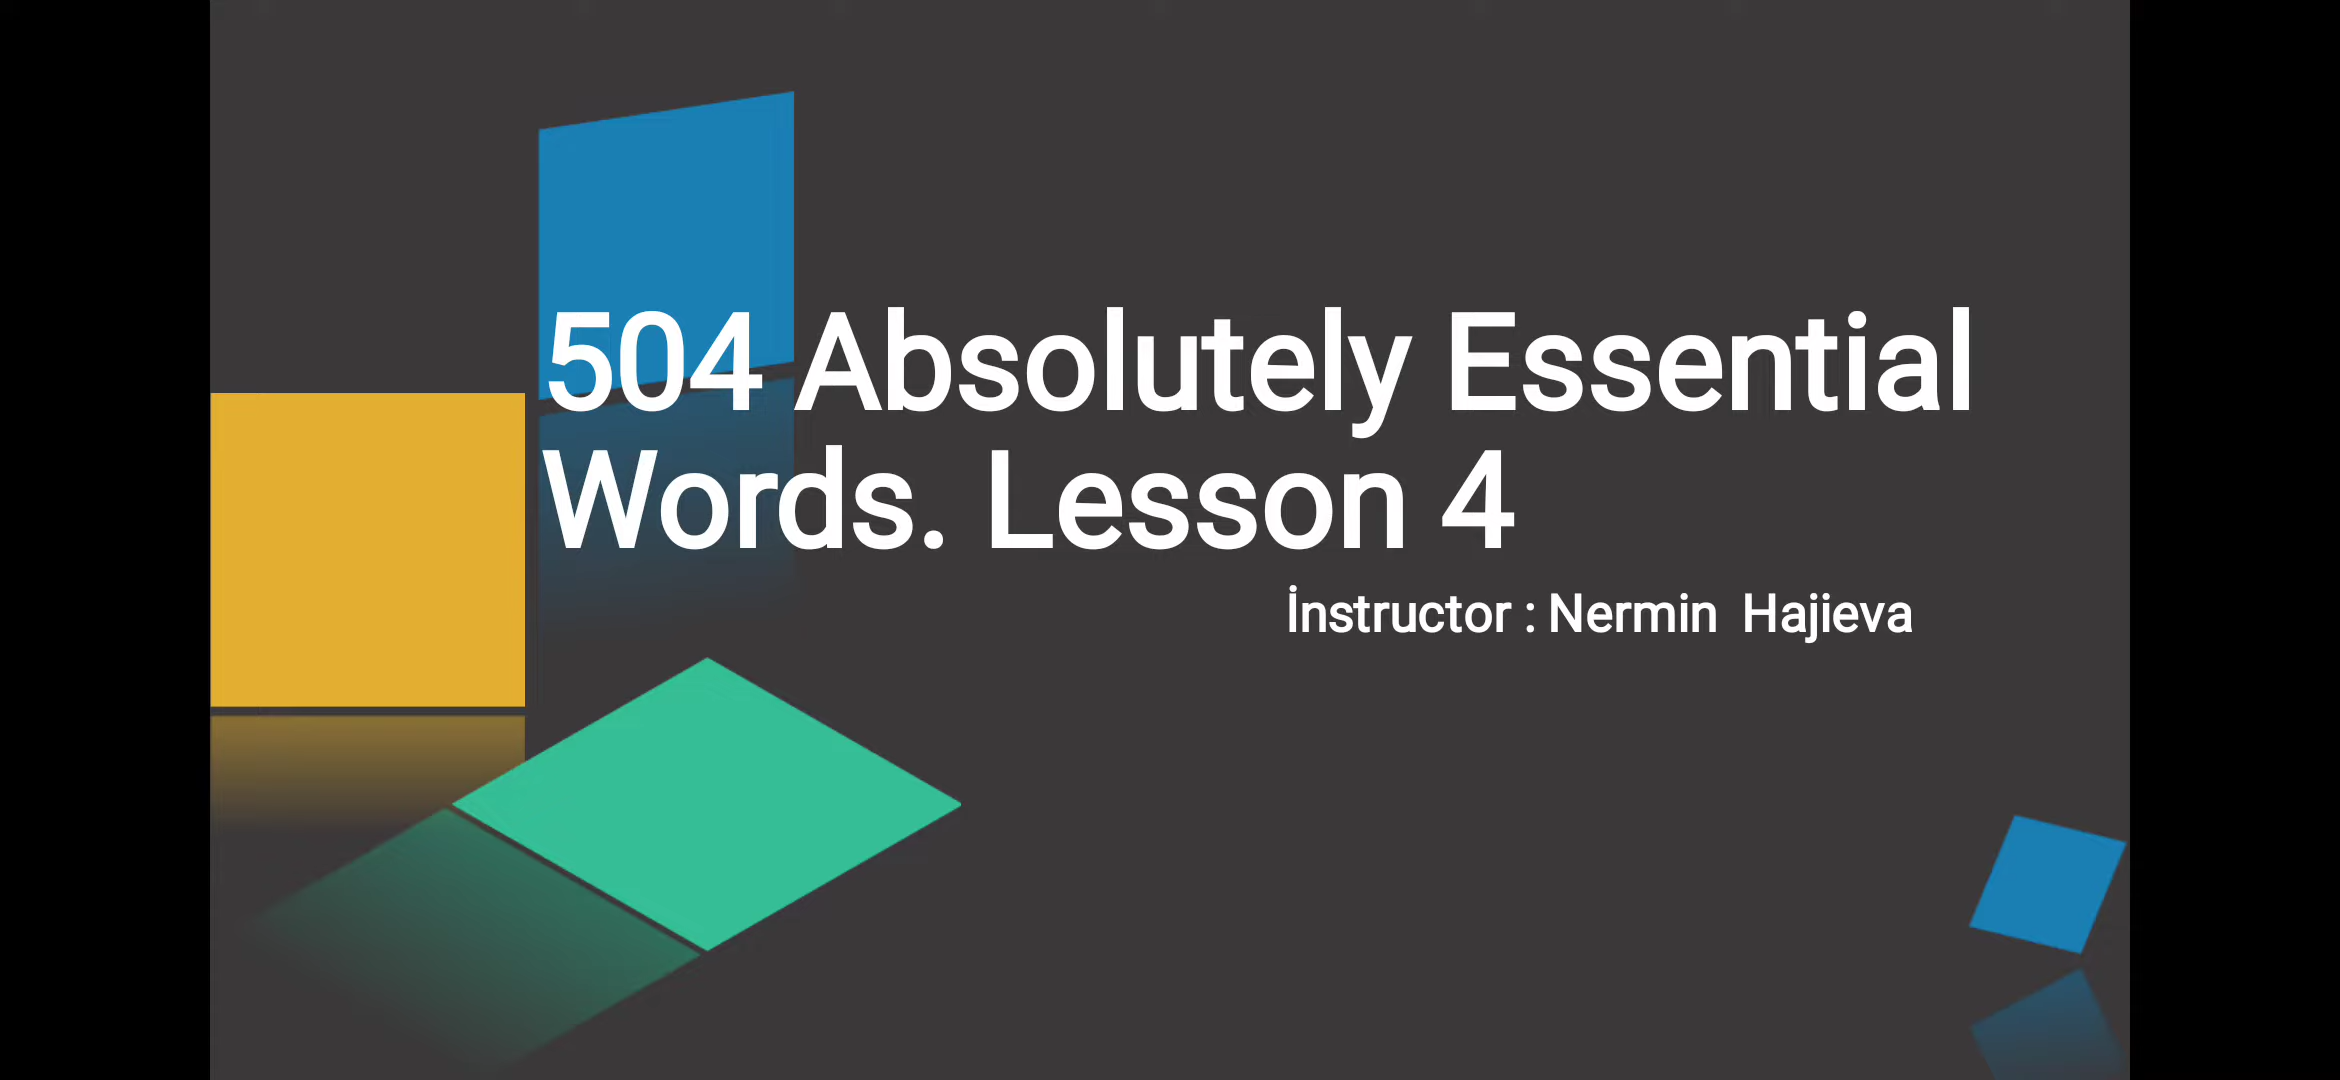 504 Absolutely Essential
Words. Lesson 4
İnstructor : Nermin  Hajieva